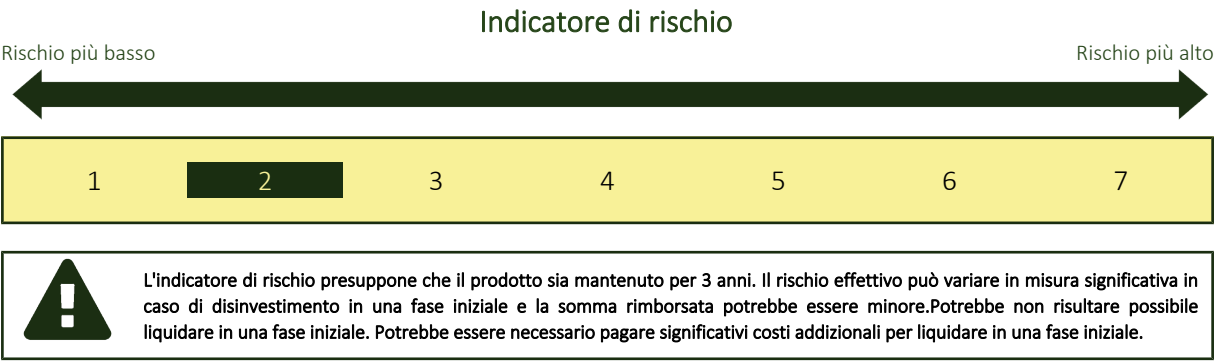 Indicatore di rischio
Rischio più basso Rischio più alto
1 2 3 4 5 6 7
L'indicatore di rischio presuppone che il prodotto sia mantenuto per 3 anni. Il rischio effettivo può variare in misura significativa in
caso di disinvestimento in una fase iniziale e la somma rimborsata potrebbe essere minore.Potrebbe non risultare possibile
liquidare in una fase iniziale. Potrebbe essere necessario pagare significativi costi addizionali per liquidare in una fase iniziale.